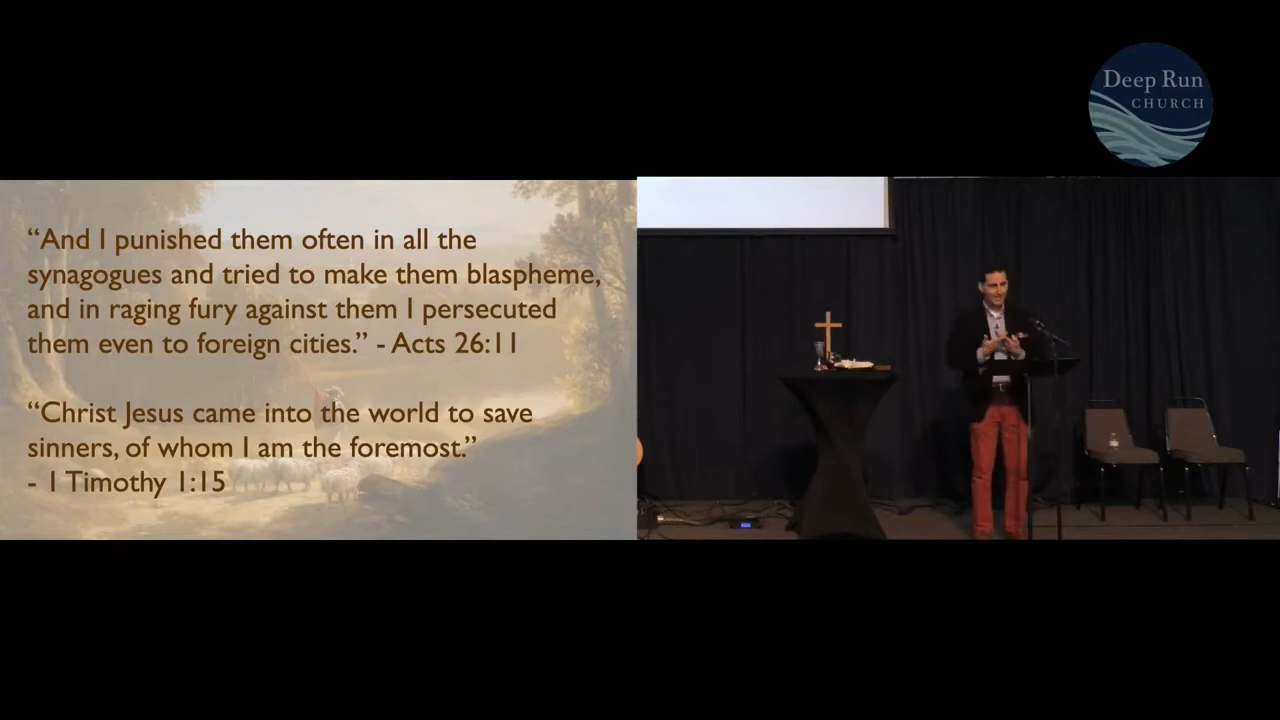 Deep Run
CHURCH
“And I punished them often in all the
synagogues and tried to make them blaspheme,
and in raging fury against them I persecuted
them even to foreign cities.” - Acts 26:11
“Christ Jesus came into the world to save
sinners, of whom I am the foremost.”
- 1 Timothy 1:15